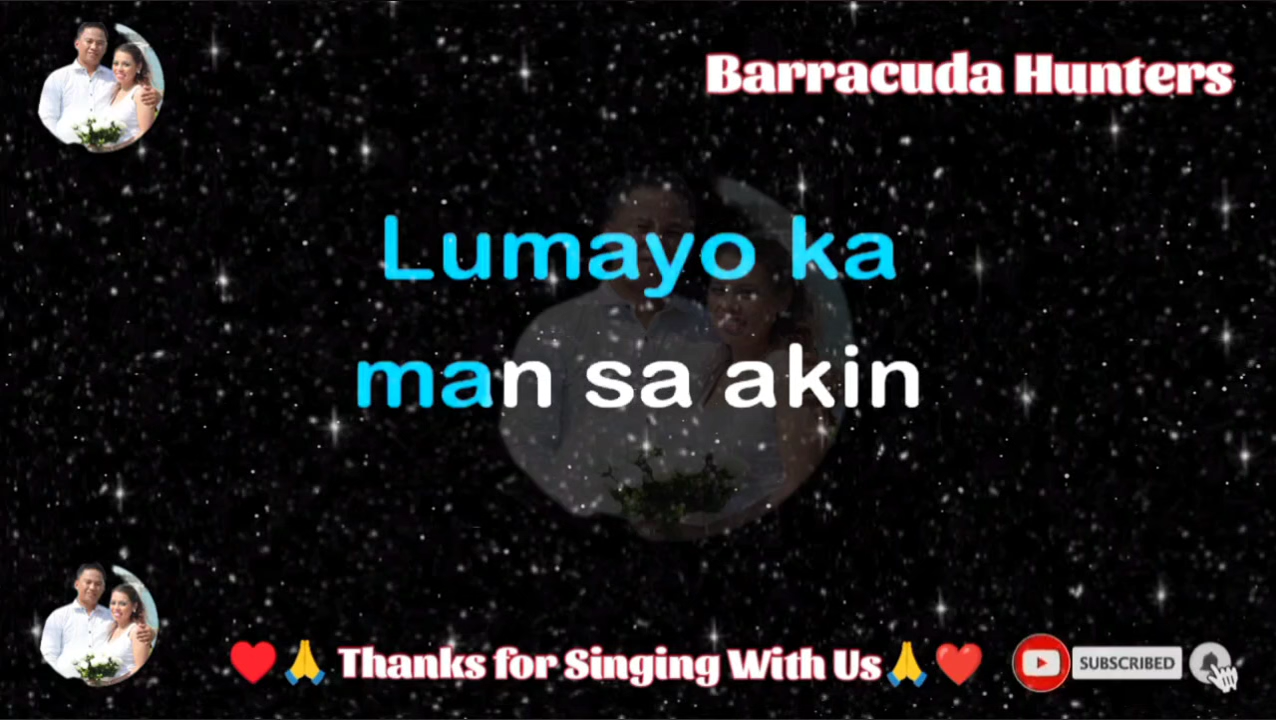 Barracuda Hunters
Lumayo ka
man sa akin
❤️🙏 Thanks for Singing With Us🙏❤️
SUBSCRIBED